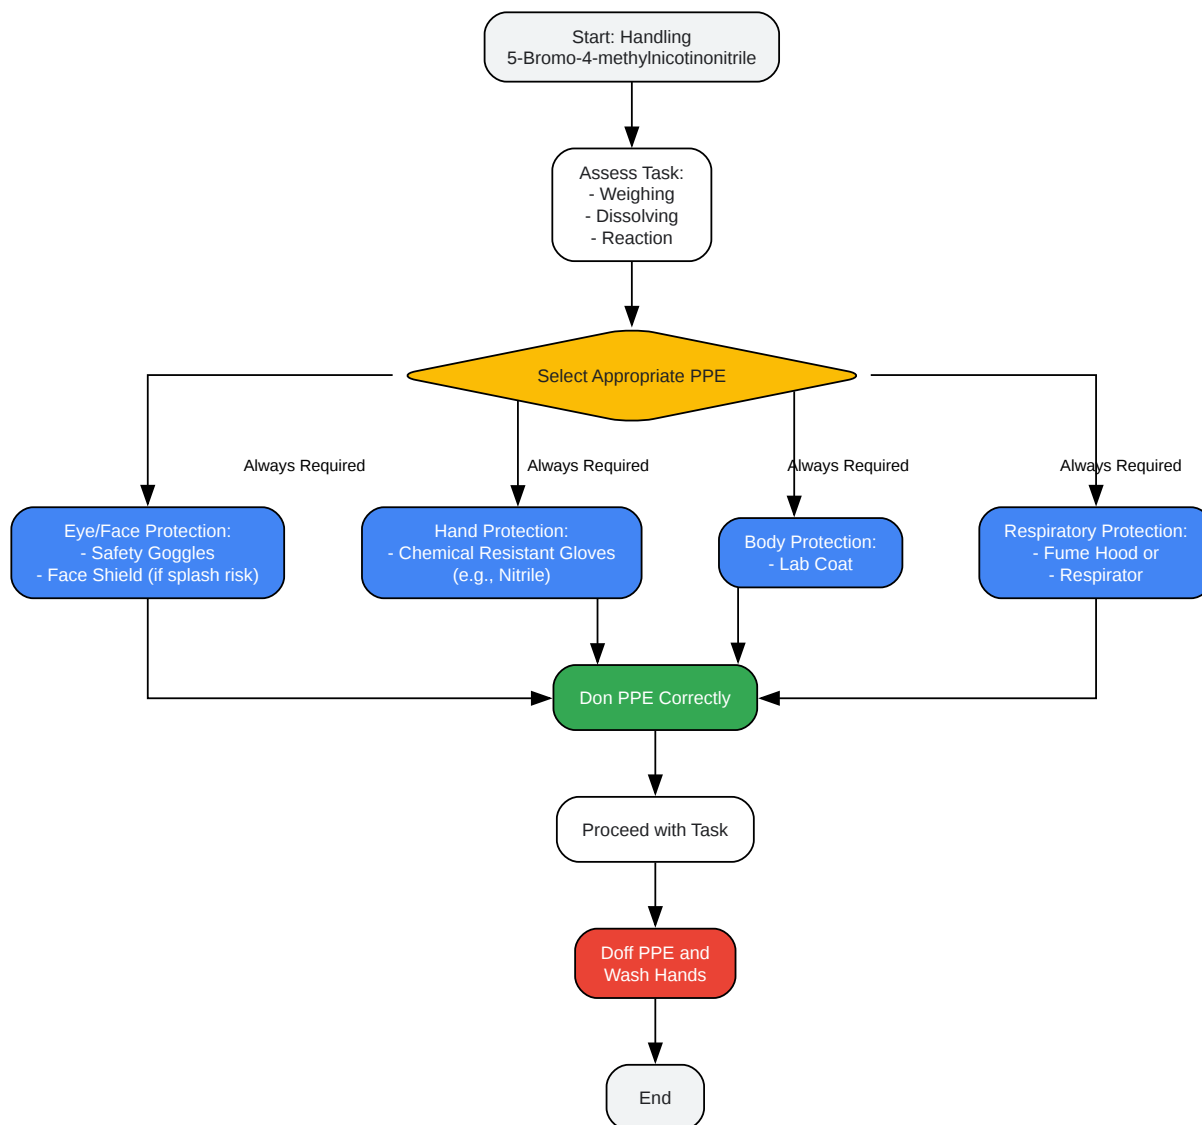 Start: Handling
5-Bromo-4-methylnicotinonitrile
Assess Task:
- Weighing
- Dissolving
- Reaction
Select Appropriate PPE
Always Required
Always Required
Always Required
Always Required
Eye/Face Protection:
- Safety Goggles
- Face Shield (if splash risk)
Hand Protection:
- Chemical Resistant Gloves
(e.g., Nitrile)
Body Protection:
- Lab Coat
Respiratory Protection:
- Fume Hood or
- Respirator
Don PPE Correctly
Proceed with Task
Doff PPE and
Wash Hands
End